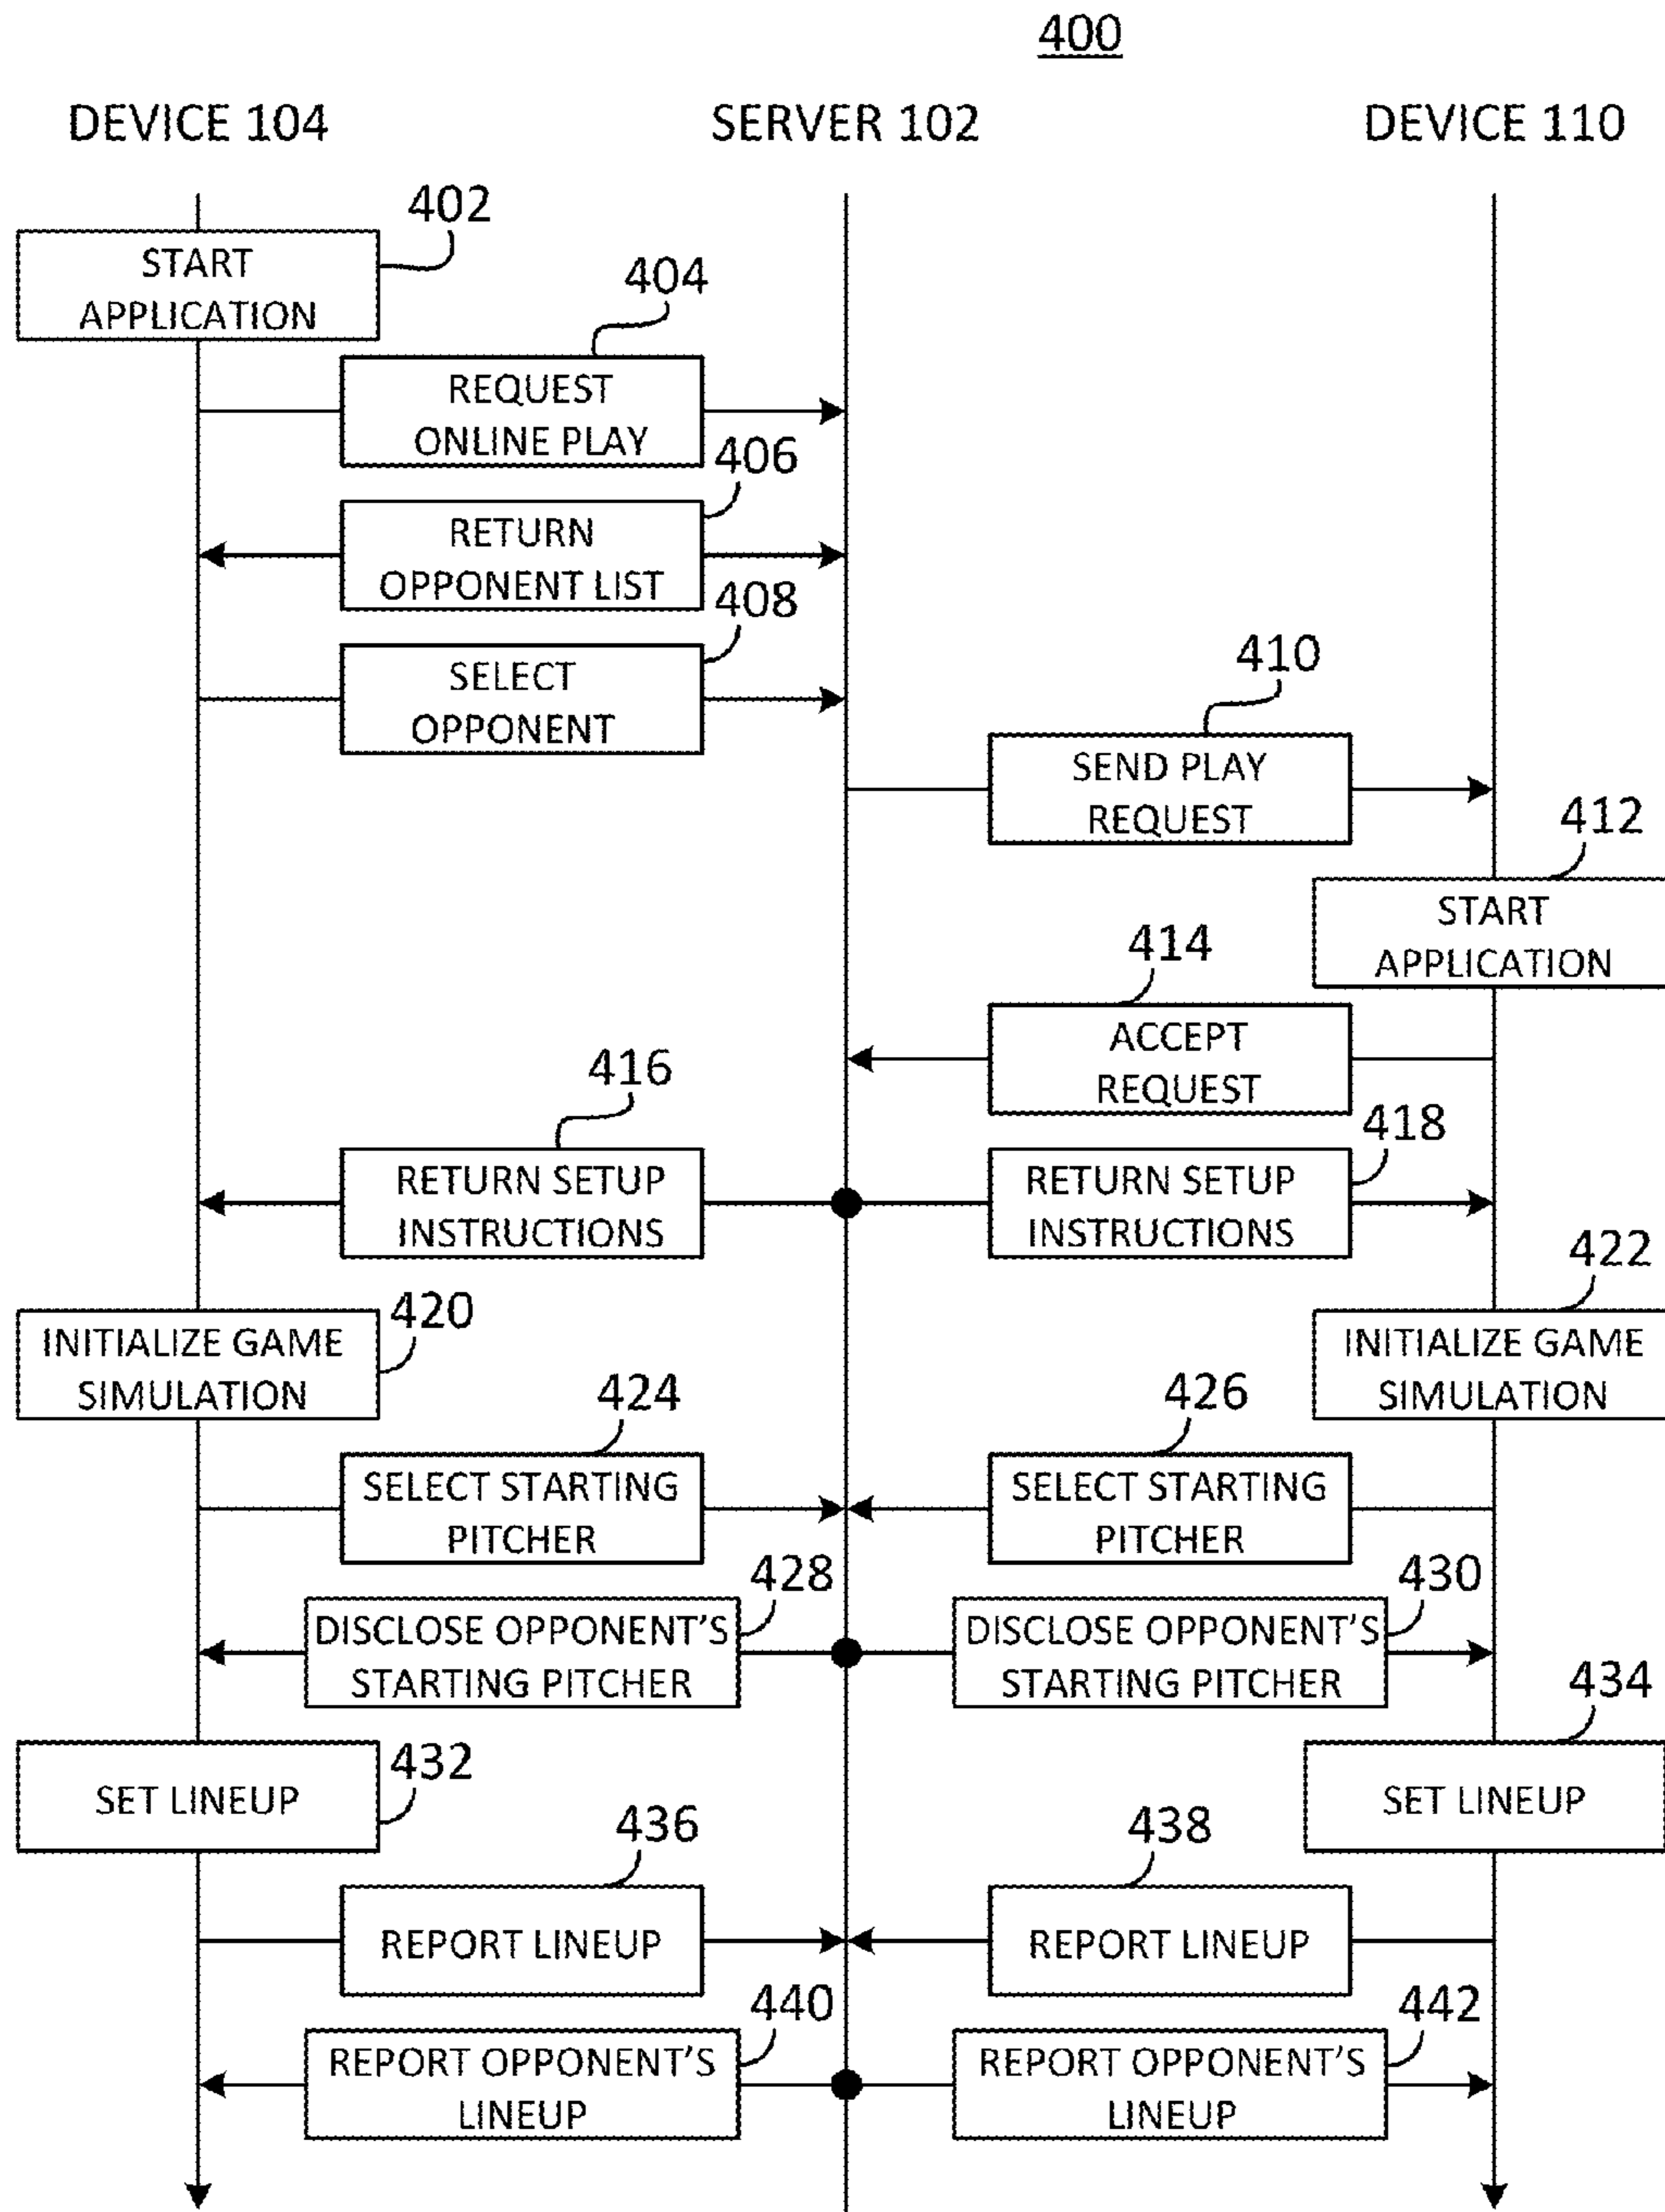 400
DEVICE 104
SERVER 102
DEVICE 110
402
START
APPLICATION
404
REQUEST
ONLINE PLAY
406
RETURN
OPPONENT LIST
408
SELECT
OPPONENT
410
SEND PLAY
REQUEST
412
START
APPLICATION
414
ACCEPT
REQUEST
416
RETURN SETUP
INSTRUCTIONS
418
RETURN SETUP
INSTRUCTIONS
420
INITIALIZE GAME
SIMULATION
422
INITIALIZE GAME
SIMULATION
424
SELECT STARTING
PITCHER
426
SELECT STARTING
PITCHER
428
DISCLOSE OPPONENT'S
STARTING PITCHER
430
DISCLOSE OPPONENT'S
STARTING PITCHER
432
SET LINEUP
434
SET LINEUP
436
REPORT LINEUP
438
REPORT LINEUP
440
REPORT OPPONENT'S
LINEUP
442
REPORT OPPONENT'S
LINEUP